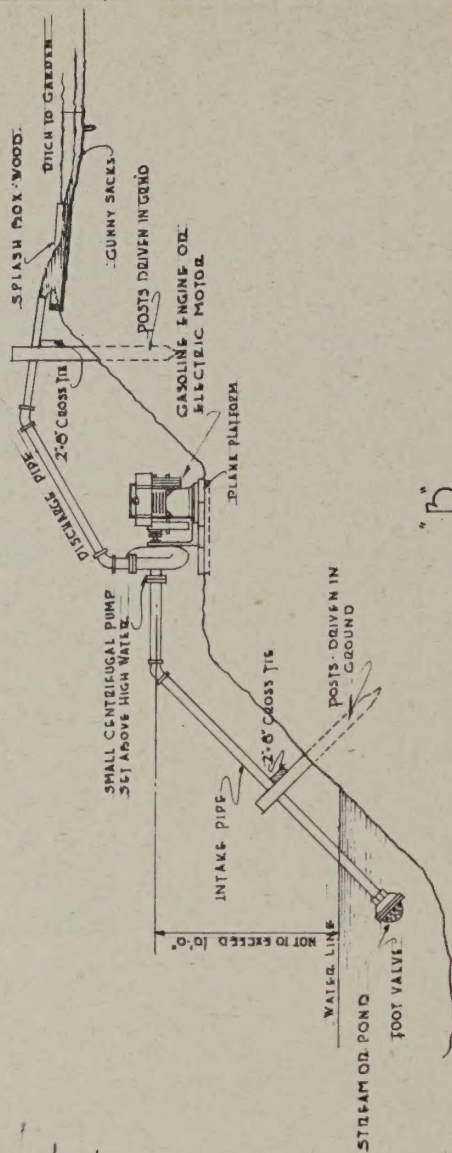 SPLASH BOX-WOOD
DITCH TO GARDEN
GUNNY SACKS
2"-8" CROSS TIE
POSTS DRIVEN IN GRND
DISCHARGE PIPE
GASOLINE ENGINE OR
ELECTRIC MOTOR
PLANK PLATFORM
SMALL CENTRIFUGAL PUMP
SET ABOVE HIGH WATER
2"-8" CROSS TIE
POSTS-DRIVEN IN
GROUND
INTAKE PIPE
NOT TO EXCEED 10'-0"
WATER LINE
STREAM OR POND
FOOT VALVE
"B"